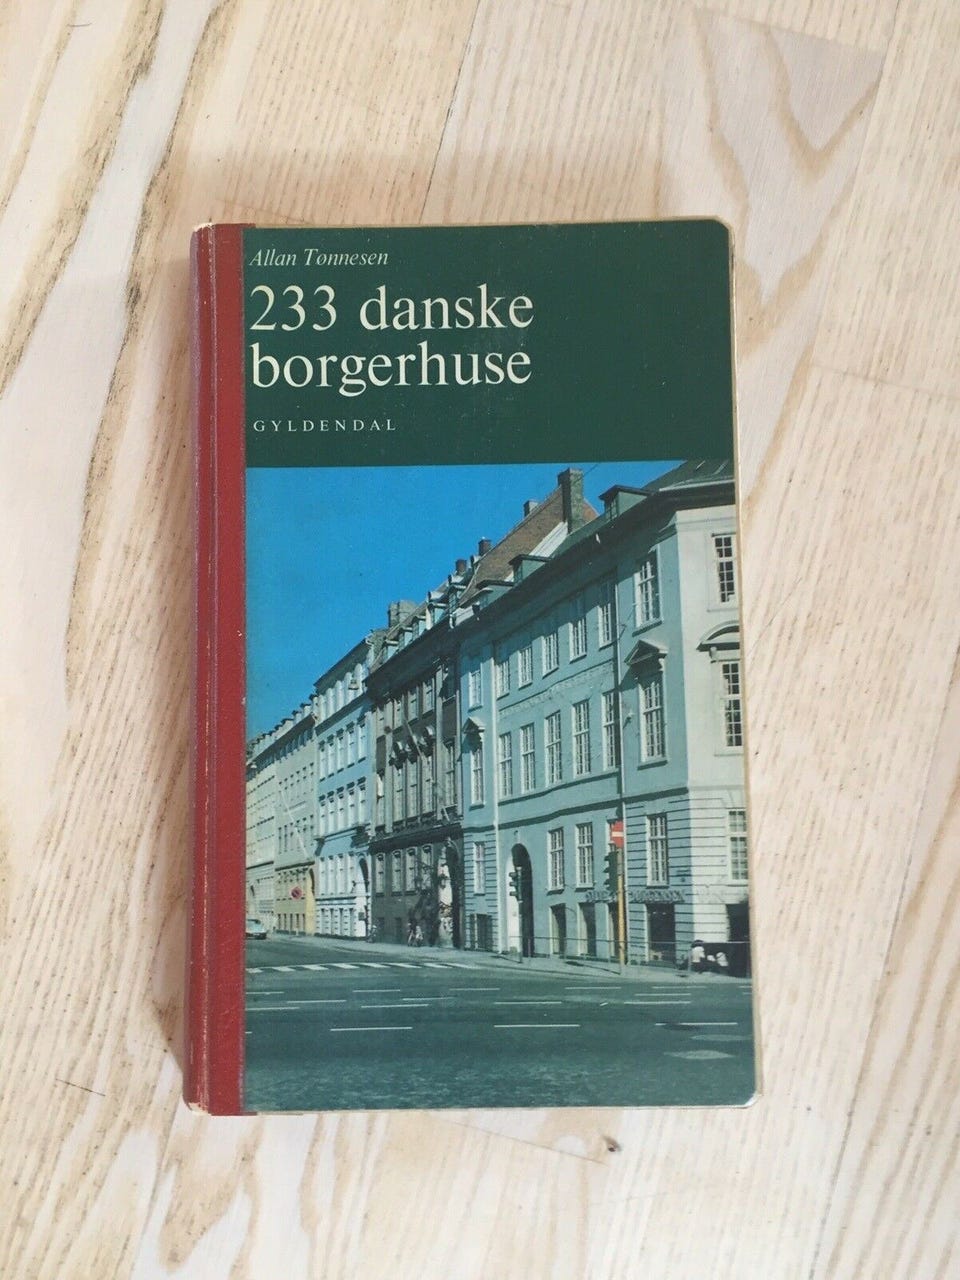 Allan Tønnesen
233 danske
borgerhuse
GYLDENDAL